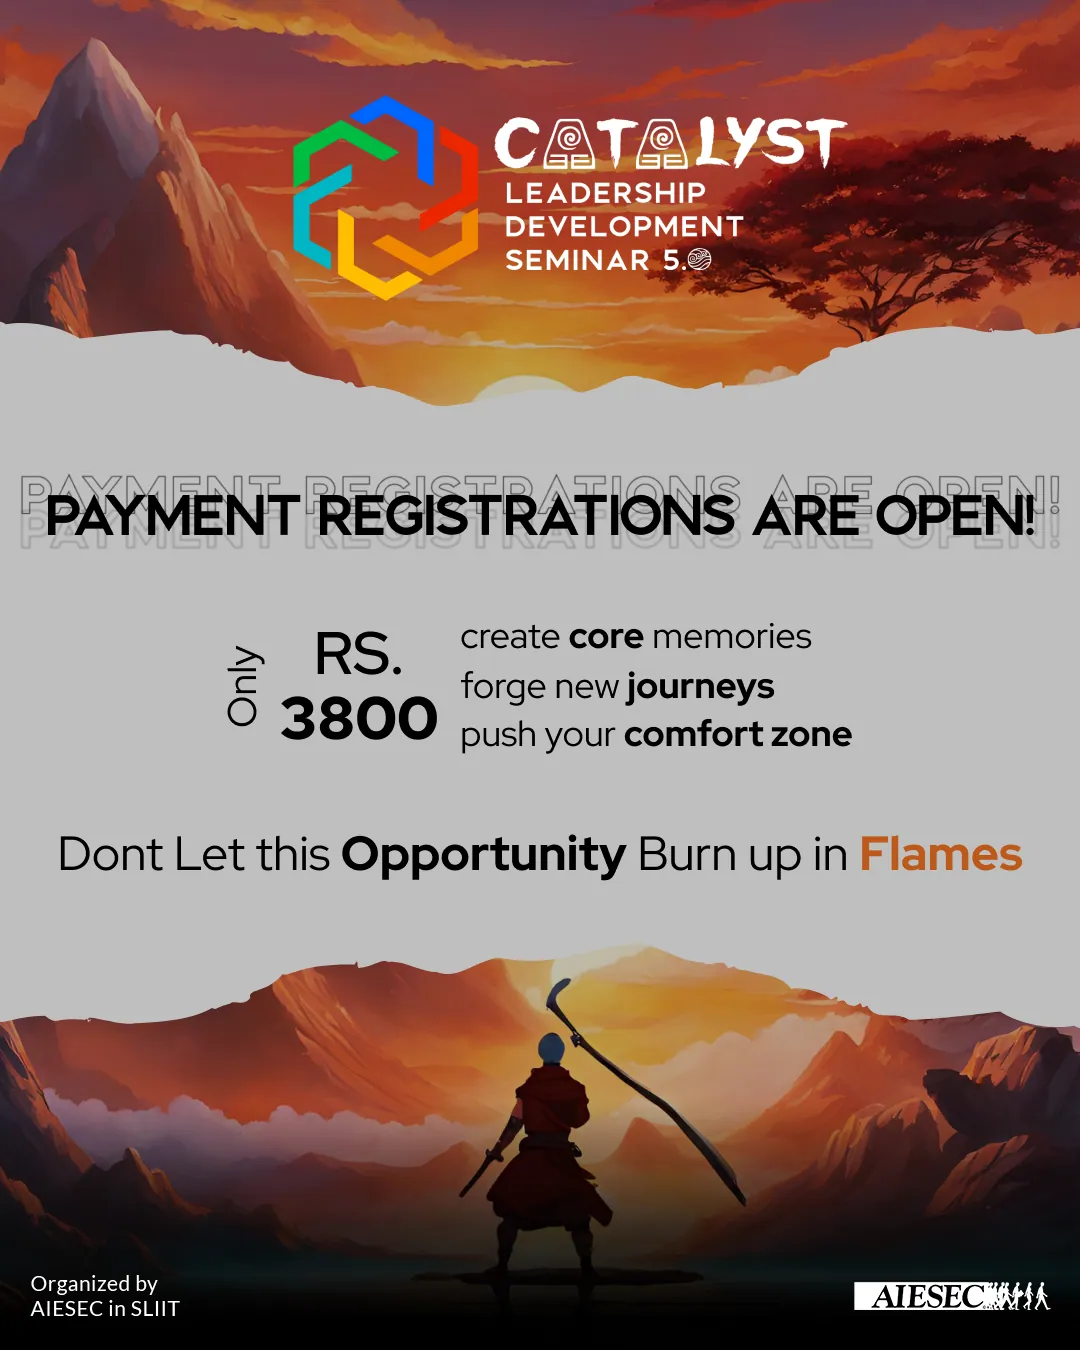 CATALYST
LEADERSHIP
DEVELOPMENT
SEMINAR 5.0
PAYMENT REGISTRATIONS ARE OPEN!
Only
RS.
3800
create core memories
forge new journeys
push your comfort zone
Dont Let this Opportunity Burn up in Flames
Organized by
AIESEC in SLIIT
AIESEC